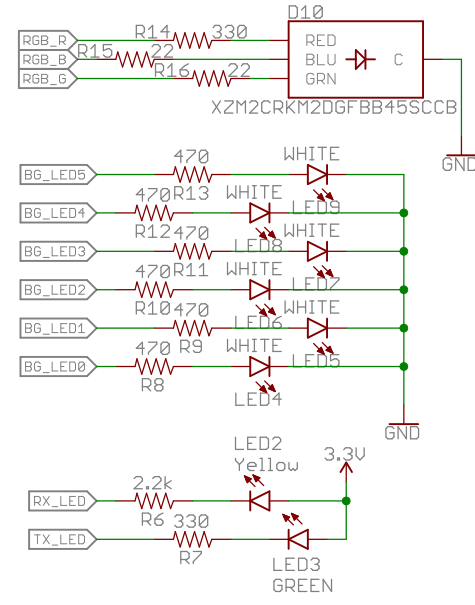 D10
R14 330
RGB_R RED
R15 22
RGB_B BLU C
R16 22
RGB_G GRN
XZM2CRKM2DGFBB45SCCB
GND
470 WHITE
BG_LED5
R13 LED9
470 WHITE
BG_LED4
R12 LED8
470 WHITE
BG_LED3
R11 LED7
470 WHITE
BG_LED2
R10 LED6
470 WHITE
BG_LED1
R9 LED5
470 WHITE
BG_LED0
R8 LED4
GND
LED2
Yellow 3.3V
2.2k
RX_LED
R6
330
TX_LED
R7 LED3
GREEN